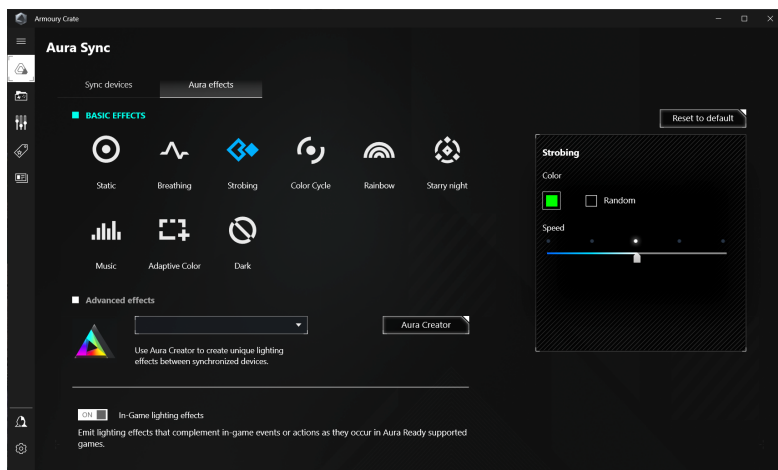 Armoury Crate
Aura Sync
Sync devices
Aura effects
BASIC EFFECTS
Reset to default
Static
Breathing
Strobing
Color Cycle
Rainbow
Starry night
Music
Adaptive Color
Dark
Strobing
Color
Random
Speed
Advanced effects
Aura Creator
Use Aura Creator to create unique lighting
effects between synchronized devices.
ON
In-Game lighting effects
Emit lighting effects that complement in-game events or actions as they occur in Aura Ready supported
games.